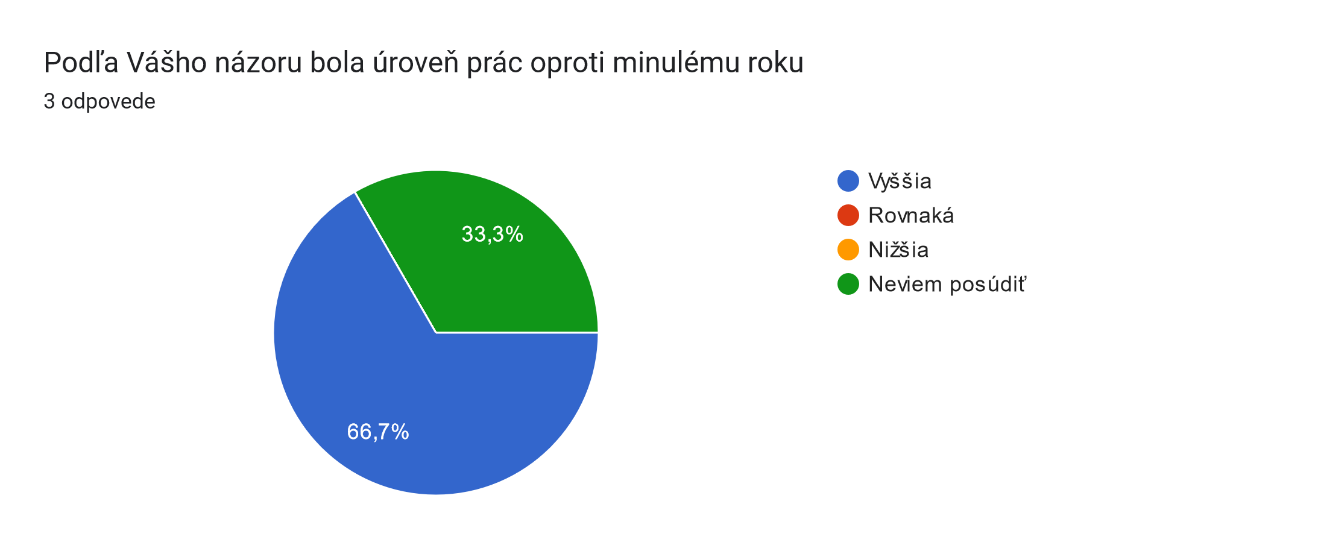 Podľa Vášho názoru bola úroveň prác oproti minulému roku
3 odpovede
33,3%
66,7%
Vyššia
Rovnaká
Nižšia
Neviem posúdiť